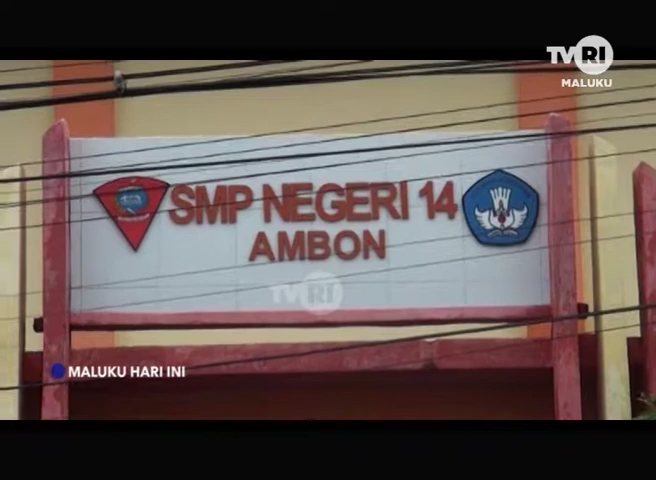 TVRI
MALUKU
SMP NEGERI 14
AMBON
TVRI
MALUKU HARI INI